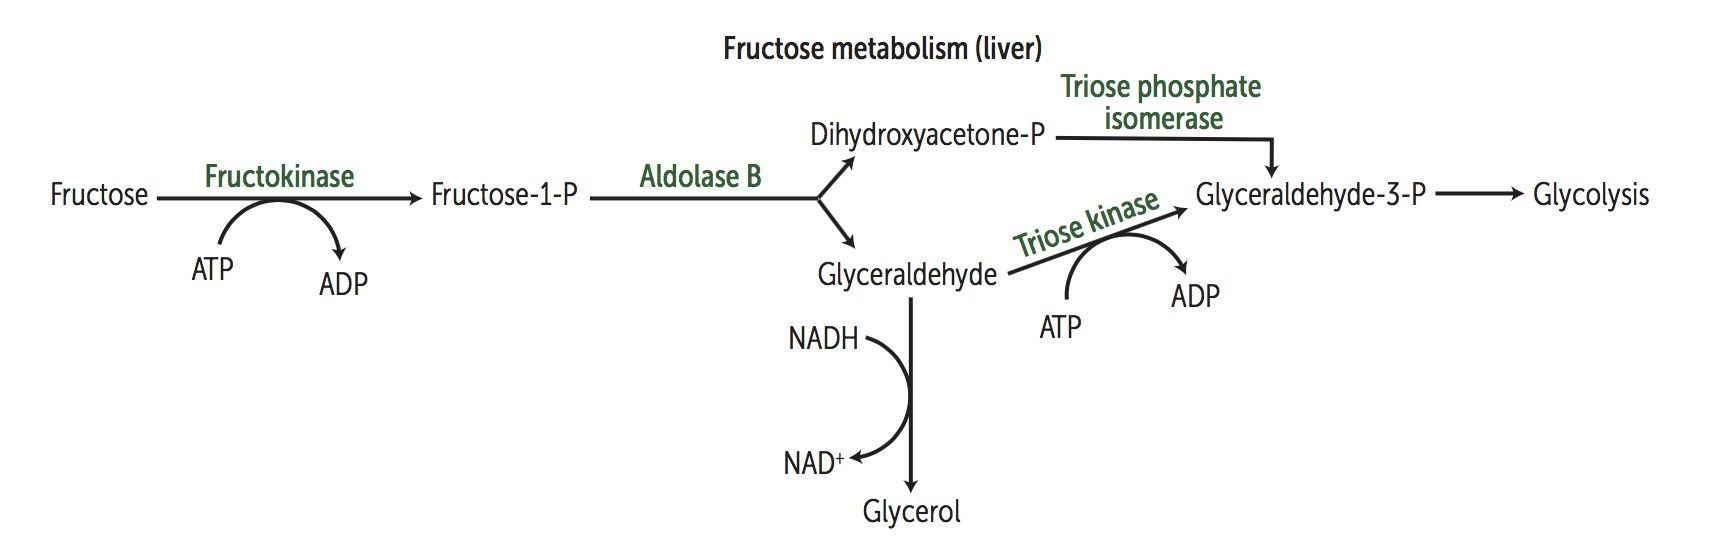 Fructose metabolism (liver)
Triose phosphate
isomerase
Dihydroxyacetone-P
Fructose
Fructokinase
Fructose-1-P
Aldolase B
Glyceraldehyde-3-P
Glycolysis
Triose kinase
ATP
ADP
Glyceraldehyde
ATP
ADP
NADH
NAD⁺
Glycerol